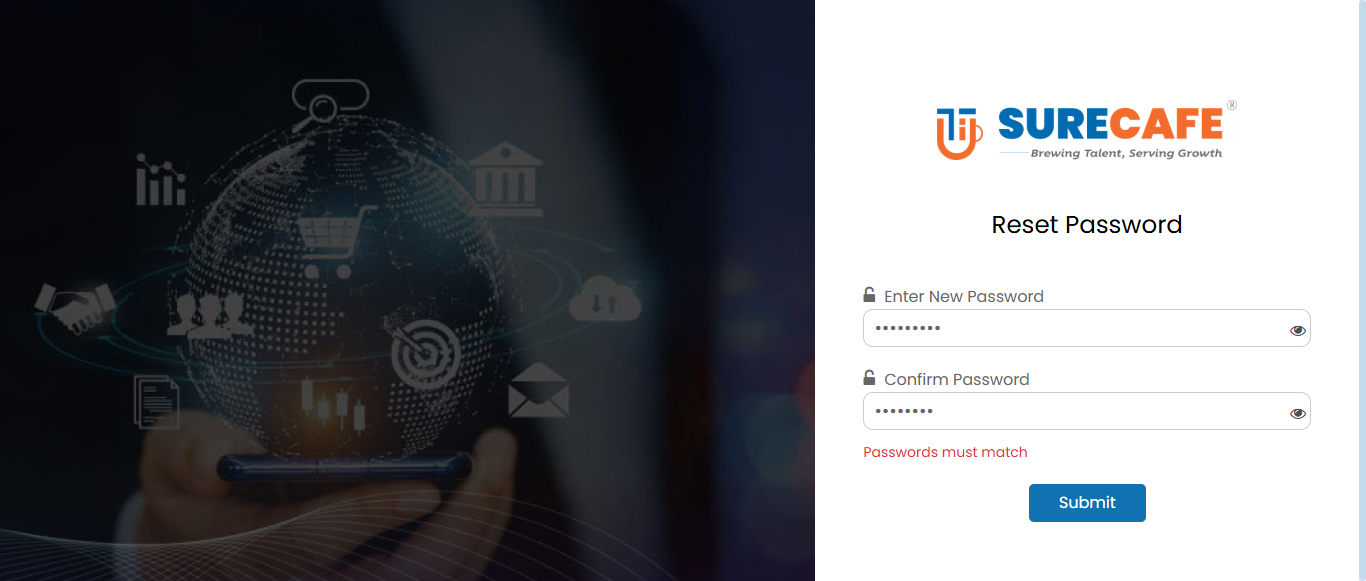 SURECAFE®
Brewing Talent, Serving Growth
Reset Password
Enter New Password
•••••••••
Confirm Password
••••••••
Passwords must match
Submit